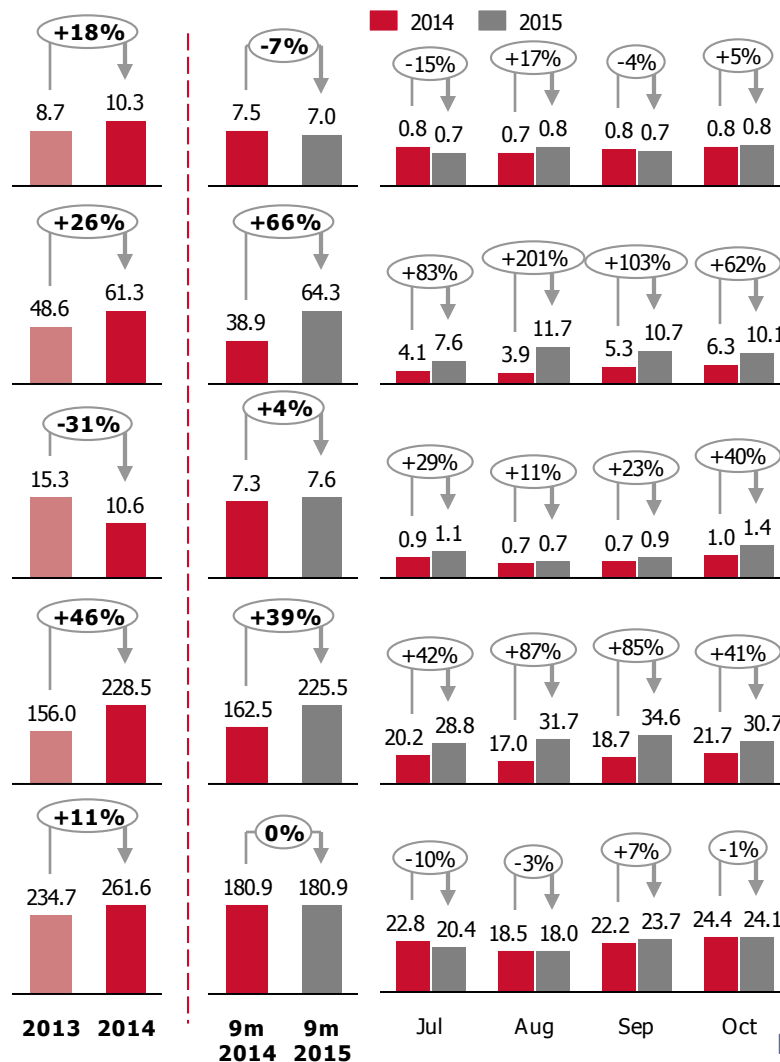 2014 2015
+18% -7% -15% +17% -4% +5%
8.7 10.3 7.5 7.0 0.8 0.7 0.7 0.8 0.8 0.7 0.8 0.8
+26% +66% +83% +201% +103% +62%
48.6 61.3 38.9 64.3 4.1 7.6 3.9 11.7 5.3 10.7 6.3 10.1
-31% +4% +29% +11% +23% +40%
15.3 10.6 7.3 7.6 0.9 1.1 0.7 0.7 0.7 0.9 1.0 1.4
+46% +39% +42% +87% +85% +41%
156.0 228.5 162.5 225.5 20.2 28.8 17.0 31.7 18.7 34.6 21.7 30.7
+11% 0% -10% -3% +7% -1%
234.7 261.6 180.9 180.9 22.8 20.4 18.5 18.0 22.2 23.7 24.4 24.1
2013 2014 9m 9m Jul Aug Sep Oct
2014 2015